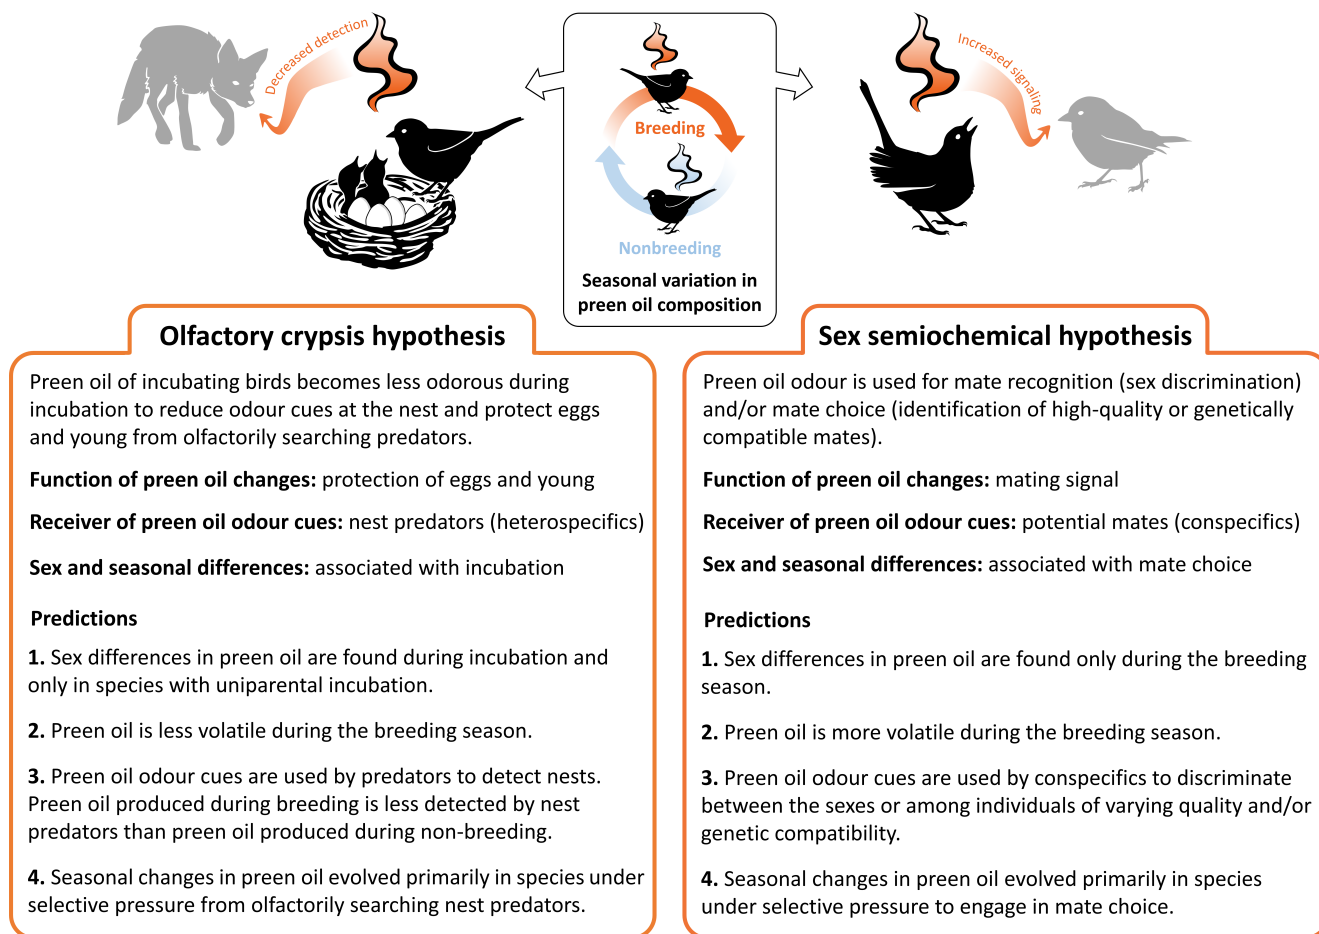 Decreased detection
Breeding
Nonbreeding
Seasonal variation in
preen oil composition
Increased signaling
Olfactory crypsis hypothesis
Preen oil of incubating birds becomes less odorous during
incubation to reduce odour cues at the nest and protect eggs
and young from olfactorily searching predators.
Function of preen oil changes: protection of eggs and young
Receiver of preen oil odour cues: nest predators (heterospecifics)
Sex and seasonal differences: associated with incubation
Predictions
1. Sex differences in preen oil are found during incubation and
only in species with uniparental incubation.
2. Preen oil is less volatile during the breeding season.
3. Preen oil odour cues are used by predators to detect nests.
Preen oil produced during breeding is less detected by nest
predators than preen oil produced during non-breeding.
4. Seasonal changes in preen oil evolved primarily in species under
selective pressure from olfactorily searching nest predators.
Sex semiochemical hypothesis
Preen oil odour is used for mate recognition (sex discrimination)
and/or mate choice (identification of high-quality or genetically
compatible mates).
Function of preen oil changes: mating signal
Receiver of preen oil odour cues: potential mates (conspecifics)
Sex and seasonal differences: associated with mate choice
Predictions
1. Sex differences in preen oil are found only during the breeding
season.
2. Preen oil is more volatile during the breeding season.
3. Preen oil odour cues are used by conspecifics to discriminate
between the sexes or among individuals of varying quality and/or
genetic compatibility.
4. Seasonal changes in preen oil evolved primarily in species
under selective pressure to engage in mate choice.